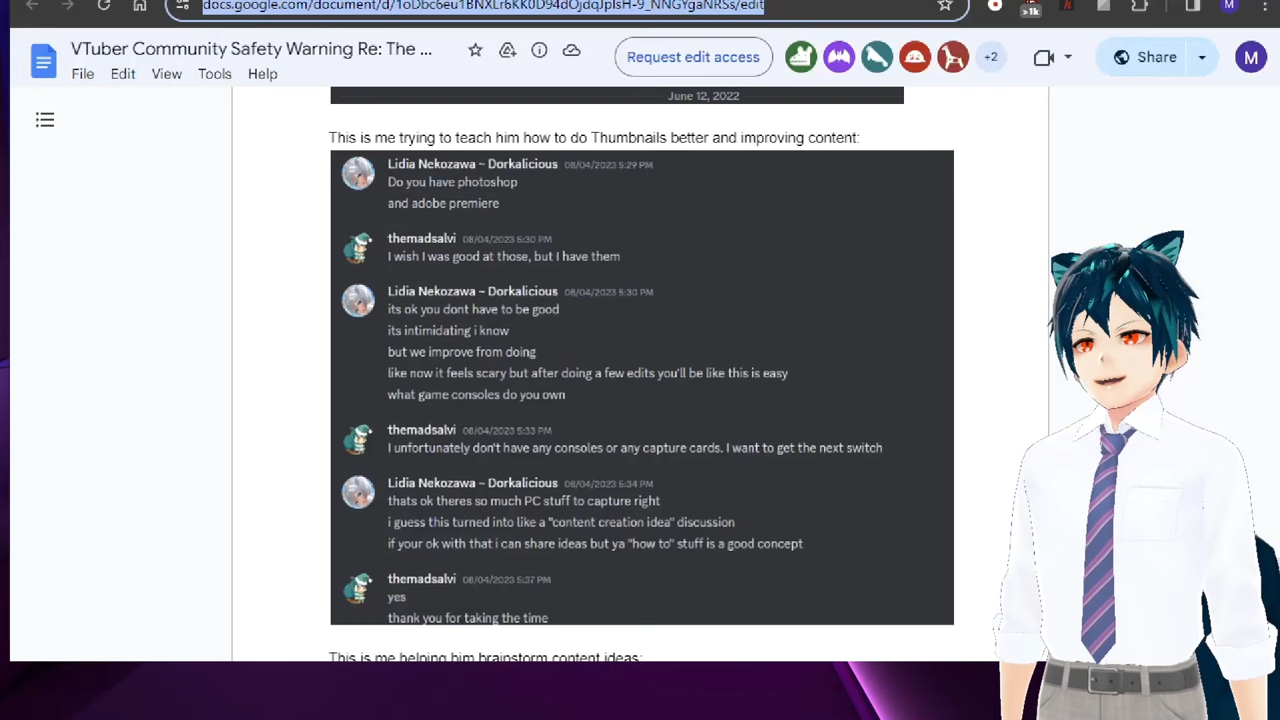 docs.google.com/document/d/1oDbc6eu1BNXLr6KK0D94dOjdqJpIsH-9_NNGYgaNRSs/edit
>1k
M
VTuber Community Safety Warning Re: The ...
File Edit View Tools Help
Request edit access
+2
Share
M
June 12, 2022
This is me trying to teach him how to do Thumbnails better and improving content:
Lidia Nekozawa ~ Dorkalicious 08/04/2023 5:29 PM
Do you have photoshop
and adobe premiere
themadsalvi 08/04/2023 5:30 PM
I wish I was good at those, but I have them
Lidia Nekozawa ~ Dorkalicious 08/04/2023 5:30 PM
its ok you dont have to be good
its intimidating i know
but we improve from doing
like now it feels scary but after doing a few edits you'll be like this is easy
what game consoles do you own
themadsalvi 08/04/2023 5:33 PM
I unfortunately don't have any consoles or any capture cards. I want to get the next switch
Lidia Nekozawa ~ Dorkalicious 08/04/2023 5:34 PM
thats ok theres so much PC stuff to capture right
i guess this turned into like a "content creation idea" discussion
if your ok with that i can share ideas but ya "how to" stuff is a good concept
themadsalvi 08/04/2023 5:37 PM
yes
thank you for taking the time
This is me helping him brainstorm content ideas: